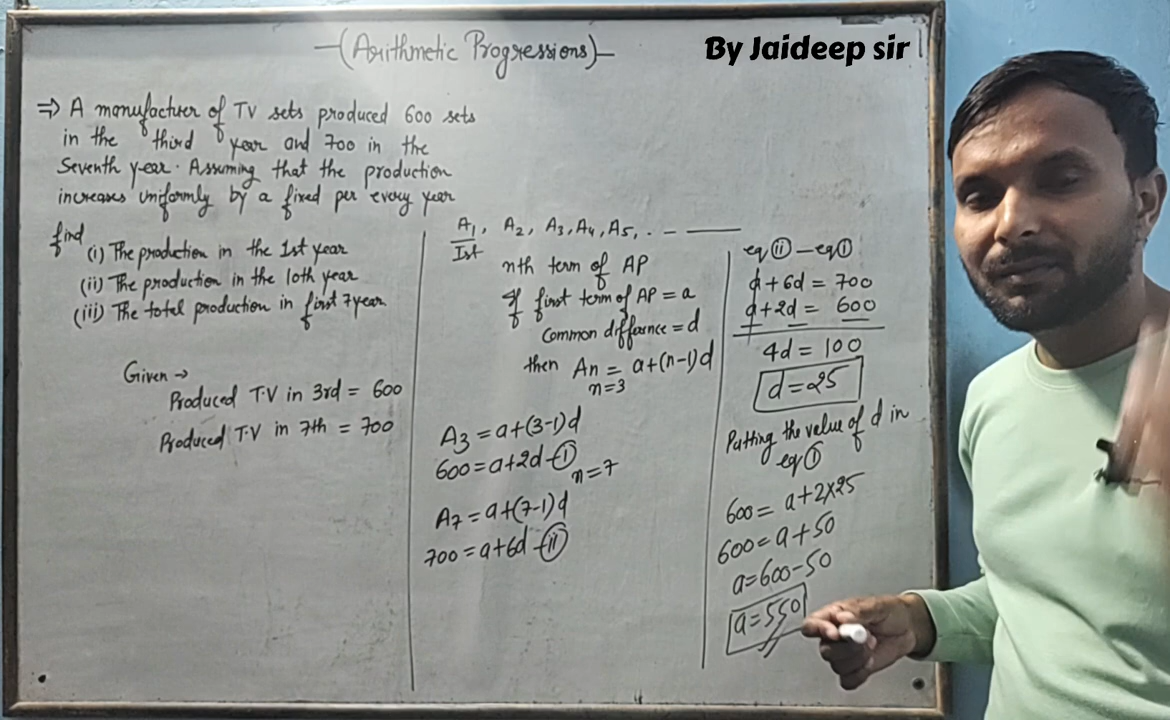 (Arithmetic Progressions)
By Jaideep sir
⇒ A manufactuer of TV sets produced 600 sets
in the third year and 700 in the
Seventh year. Assuming that the production
increases uniformly by a fixed per every year
find
(i) The production in the 1st year
(ii) The production in the 10th year
(iii) The total production in first 7 year
Given →
Produced T.V in 3rd = 600
Produced T.V in 7th = 700
A1, A2, A3, A4, A5, . . —
Ist
nth term of AP
If first term of AP = a
Common differnce = d
then An = a+(n-1)d
n=3
A3 = a+(3-1)d
600 = a+2d - (i)
n=7
A7 = a+(7-1)d
700 = a+6d - (ii)
eq (ii) - eq (i)
a + 6d = 700
a + 2d = 600
4d = 100
d = 25
Putting the value of d in
eq (i)
600 = a + 2×25
600 = a + 50
a = 600 - 50
a = 550